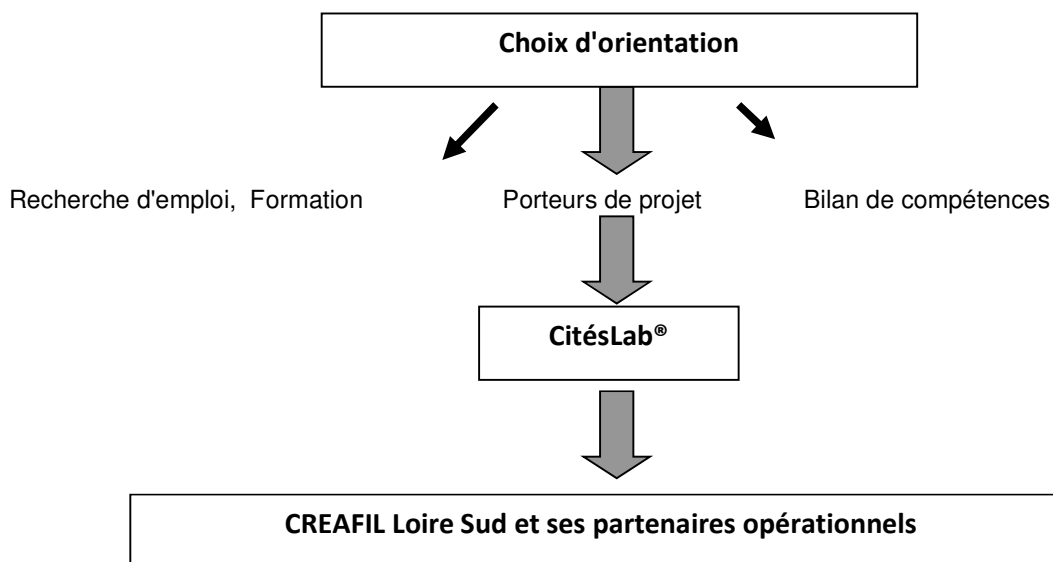 Choix d'orientation
Recherche d'emploi, Formation
Porteurs de projet
Bilan de compétences
CitésLab®
CREAFIL Loire Sud et ses partenaires opérationnels